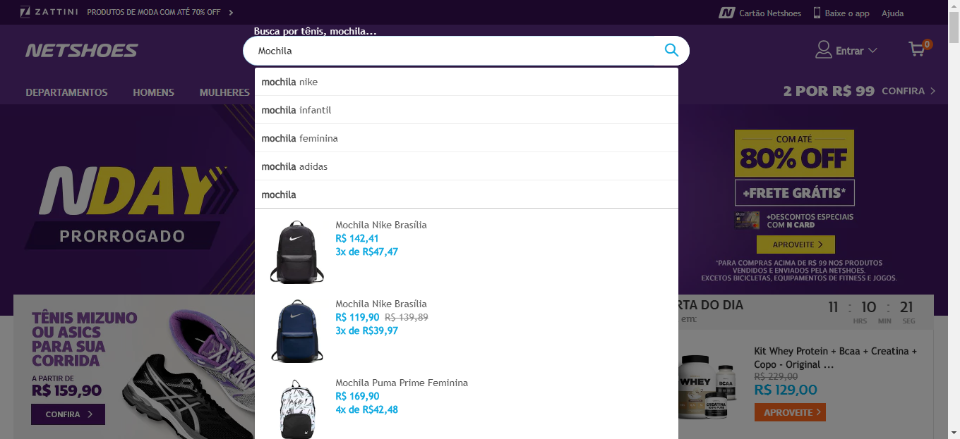 ZATTINI PRODUTOS DE MODA COM ATÉ 70% OFF
Cartão Netshoes Baixe o app Ajuda
Busca por tênis, mochila...
NETSHOES
Mochila
Entrar
0
DEPARTAMENTOS HOMENS MULHERES
2 POR R$ 99 CONFIRA
mochila nike
mochila infantil
mochila feminina
mochila adidas
mochila
NDAY
PRORROGADO
COM ATÉ
80% OFF
+FRETE GRÁTIS*
+DESCONTOS ESPECIAIS
COM N CARD
APROVEITE
*PARA COMPRAS ACIMA DE R$ 99 NOS PRODUTOS
VENDIDOS E ENVIADOS PELA NETSHOES.
EXCETOS BICICLETAS, EQUIPAMENTOS DE FITNESS E JOGOS.
Mochila Nike Brasília
R$ 142,41
3x de R$47,47
Mochila Nike Brasília
R$ 119,90 R$ 139,89
3x de R$39,97
Mochila Puma Prime Feminina
R$ 169,90
4x de R$42,48
TÊNIS MIZUNO
OU ASICS
PARA SUA
CORRIDA
A PARTIR DE
R$ 159,90
CONFIRA
RTA DO DIA
em:
11 : 10 : 21
HRS MIN SEG
WHEY
BCAA
Kit Whey Protein + Bcaa + Creatina +
Copo - Original ...
R$ 229,00
R$ 129,00
APROVEITE